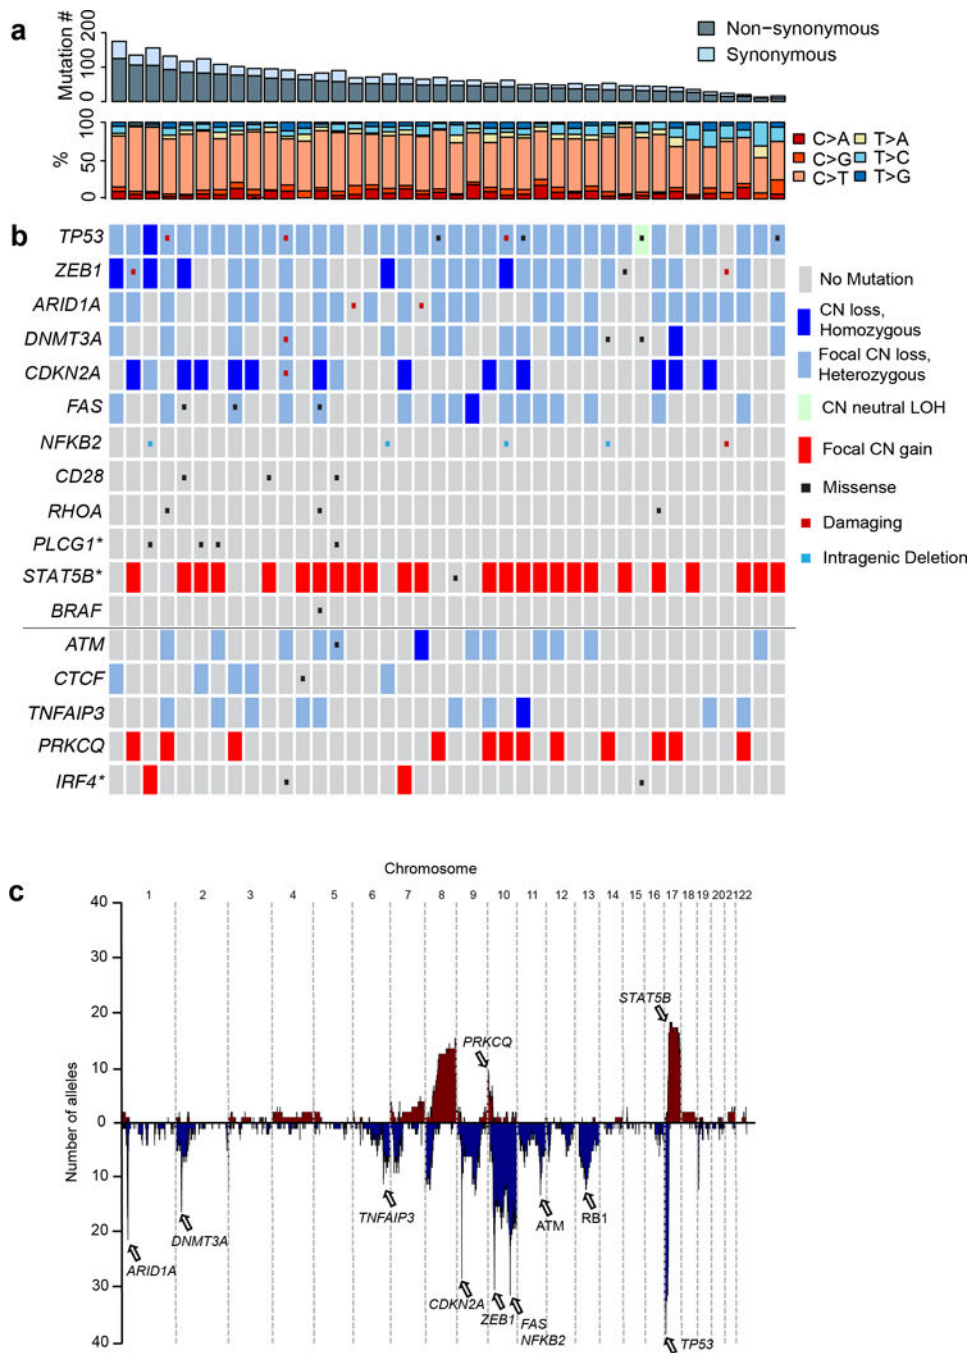 a
Mutation #
200
100
0
Non-synonymous
Synonymous
%
100
50
0
C>A T>A
C>G T>C
C>T T>G
b
TP53
ZEB1
ARID1A
DNMT3A
CDKN2A
FAS
NFKB2
CD28
RHOA
PLCG1*
STAT5B*
BRAF
ATM
CTCF
TNFAIP3
PRKCQ
IRF4*
No Mutation
CN loss,
Homozygous
Focal CN loss,
Heterozygous
CN neutral LOH
Focal CN gain
Missense
Damaging
Intragenic Deletion
c
Chromosome
1 2 3 4 5 6 7 8 9 10 11 12 13 14 15 16 17 18 19 20 21 22
Number of alleles
40
30
20
10
0
10
20
30
40
STAT5B
PRKCQ
TNFAIP3
ATM
RB1
DNMT3A
ARID1A
CDKN2A
ZEB1
FAS
NFKB2
TP53